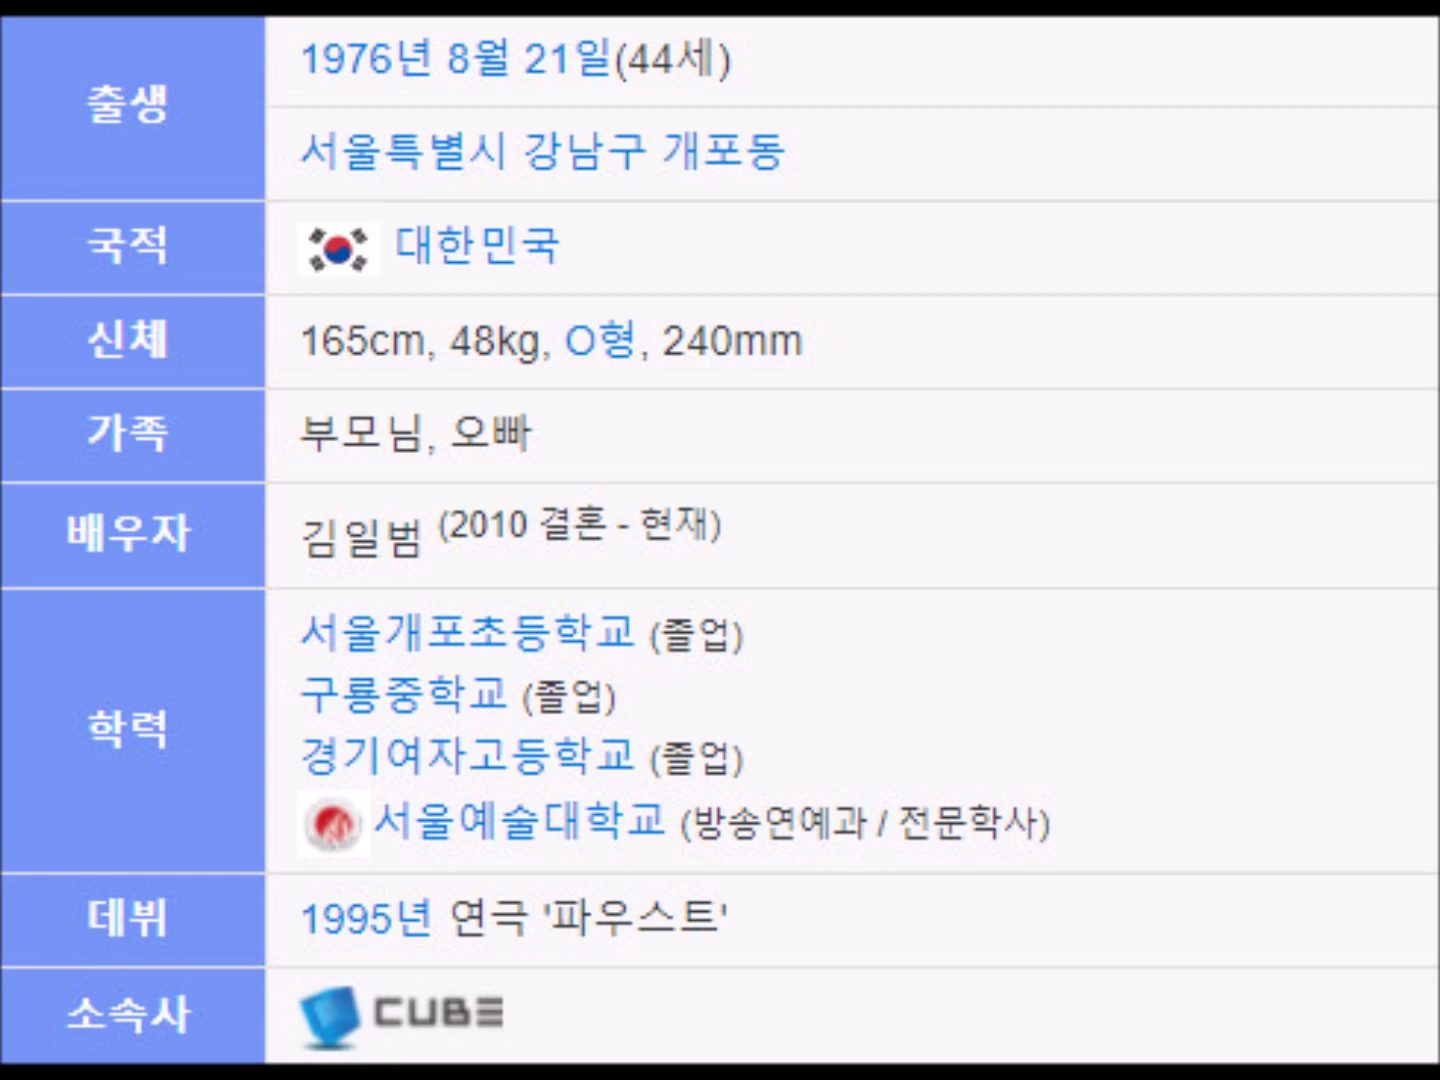 출생
1976년 8월 21일(44세)
서울특별시 강남구 개포동
국적
대한민국
신체
165cm, 48kg, O형, 240mm
가족
부모님, 오빠
배우자
김일범 (2010 결혼 - 현재)
학력
서울개포초등학교 (졸업)
구룡중학교 (졸업)
경기여자고등학교 (졸업)
서울예술대학교 (방송연예과 / 전문학사)
데뷔
1995년 연극 '파우스트'
소속사
CUBE